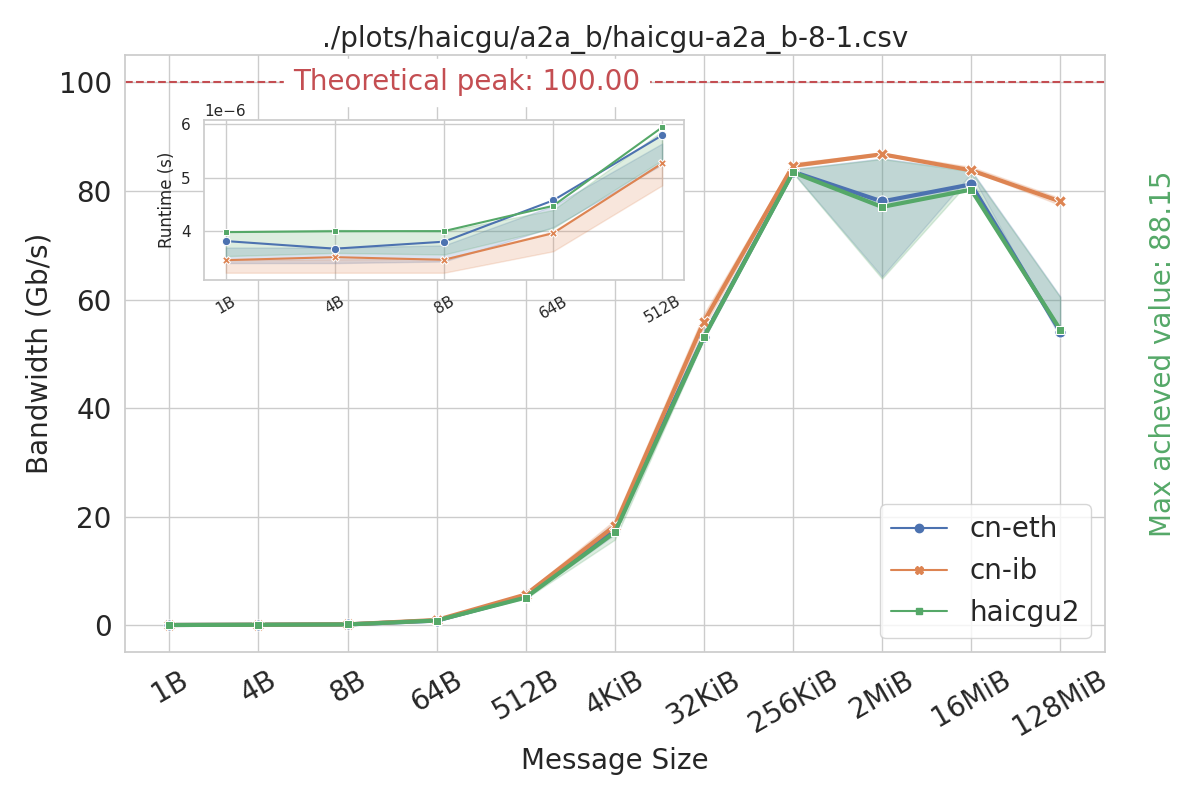 ./plots/haicgu/a2a_b/haicgu-a2a_b-8-1.csv
Theoretical peak: 100.00
100
80
60
40
20
0
Bandwidth (Gb/s)
1e−6
6
5
4
Runtime (s)
1B
4B
8B
64B
512B
cn-eth
cn-ib
haicgu2
1B
4B
8B
64B
512B
4KiB
32KiB
256KiB
2MiB
16MiB
128MiB
Message Size
Max acheved value: 88.15